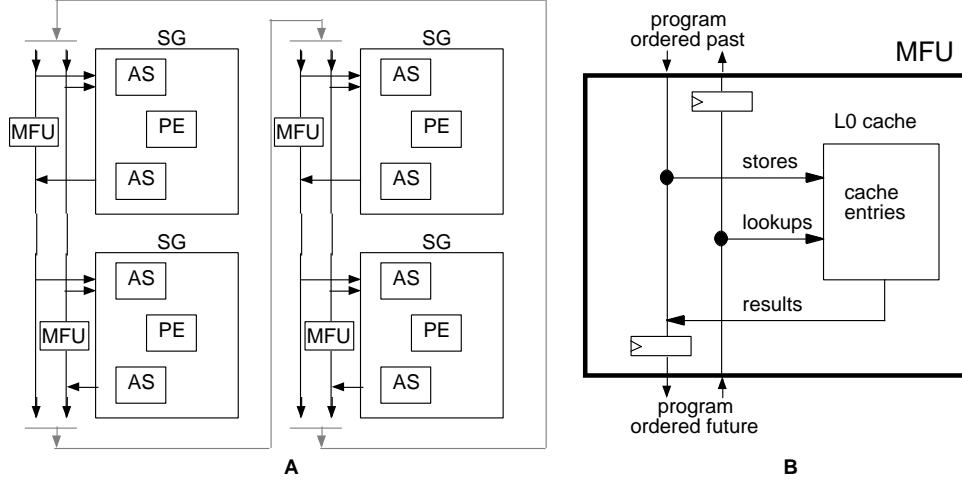 SG
AS
MFU
PE
AS
SG
AS
MFU
PE
AS
SG
AS
MFU
PE
AS
SG
AS
MFU
PE
AS
A
program
ordered past
MFU
L0 cache
stores
cache
entries
lookups
results
program
ordered future
B